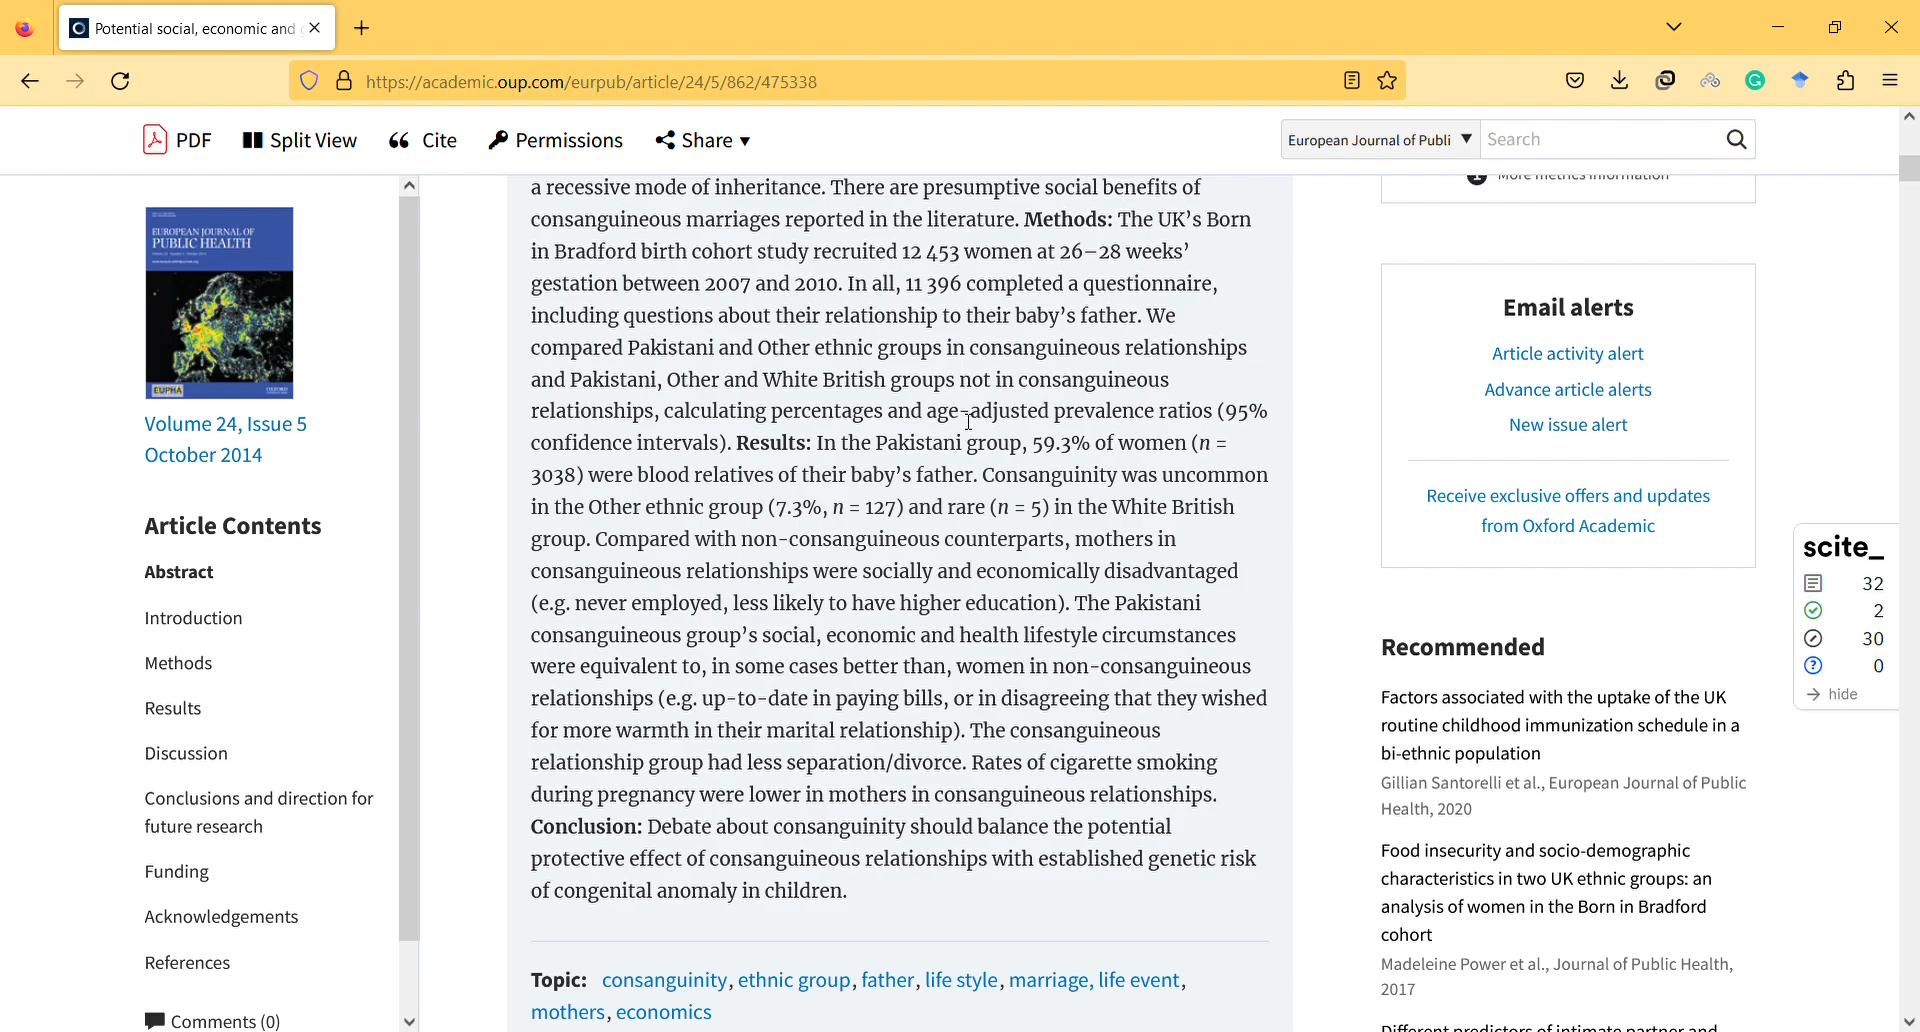 Potential social, economic and
https://academic.oup.com/eurpub/article/24/5/862/475338
PDF Split View Cite Permissions Share
European Journal of Publi Search
EUROPEAN JOURNAL OF
PUBLIC HEALTH
EUPHA
Volume 24, Issue 5
October 2014
Article Contents
Abstract
Introduction
Methods
Results
Discussion
Conclusions and direction for
future research
Funding
Acknowledgements
References
Comments (0)
a recessive mode of inheritance. There are presumptive social benefits of
consanguineous marriages reported in the literature. Methods: The UK’s Born
in Bradford birth cohort study recruited 12 453 women at 26–28 weeks’
gestation between 2007 and 2010. In all, 11 396 completed a questionnaire,
including questions about their relationship to their baby’s father. We
compared Pakistani and Other ethnic groups in consanguineous relationships
and Pakistani, Other and White British groups not in consanguineous
relationships, calculating percentages and age-adjusted prevalence ratios (95%
confidence intervals). Results: In the Pakistani group, 59.3% of women (n =
3038) were blood relatives of their baby’s father. Consanguinity was uncommon
in the Other ethnic group (7.3%, n = 127) and rare (n = 5) in the White British
group. Compared with non-consanguineous counterparts, mothers in
consanguineous relationships were socially and economically disadvantaged
(e.g. never employed, less likely to have higher education). The Pakistani
consanguineous group’s social, economic and health lifestyle circumstances
were equivalent to, in some cases better than, women in non-consanguineous
relationships (e.g. up-to-date in paying bills, or in disagreeing that they wished
for more warmth in their marital relationship). The consanguineous
relationship group had less separation/divorce. Rates of cigarette smoking
during pregnancy were lower in mothers in consanguineous relationships.
Conclusion: Debate about consanguinity should balance the potential
protective effect of consanguineous relationships with established genetic risk
of congenital anomaly in children.
Topic: consanguinity, ethnic group, father, life style, marriage, life event,
mothers, economics
More metrics information
Email alerts
Article activity alert
Advance article alerts
New issue alert
Receive exclusive offers and updates
from Oxford Academic
Recommended
Factors associated with the uptake of the UK
routine childhood immunization schedule in a
bi-ethnic population
Gillian Santorelli et al., European Journal of Public
Health, 2020
Food insecurity and socio-demographic
characteristics in two UK ethnic groups: an
analysis of women in the Born in Bradford
cohort
Madeleine Power et al., Journal of Public Health,
2017
Different predictors of intimate partner and
scite_
32
2
30
0
hide